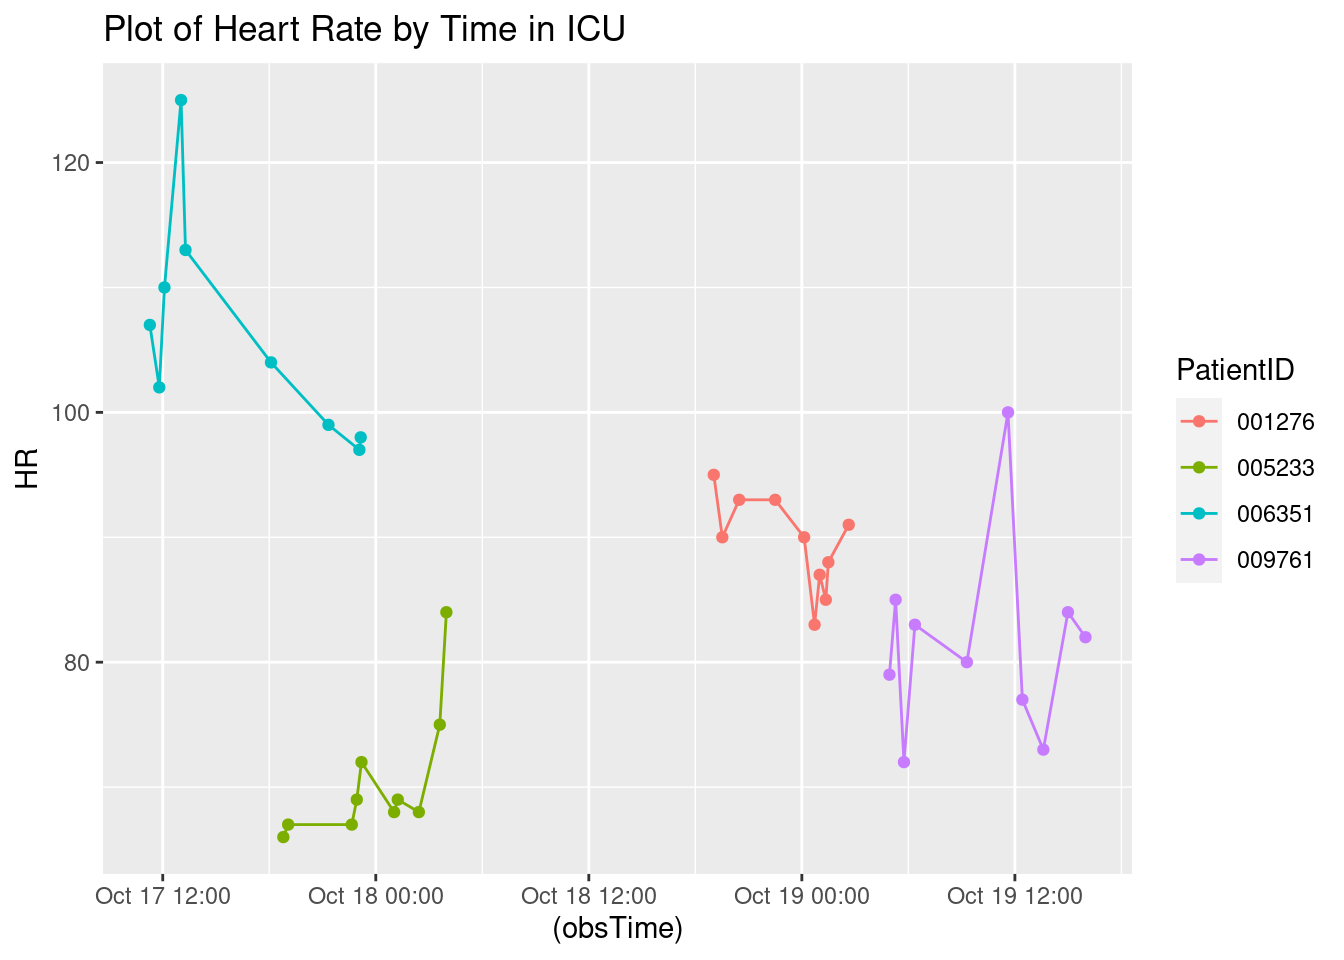 Plot of Heart Rate by Time in ICU
120
100
80
HR
Oct 17 12:00 Oct 18 00:00 Oct 18 12:00 Oct 19 00:00 Oct 19 12:00
(obsTime)
PatientID
001276
005233
006351
009761